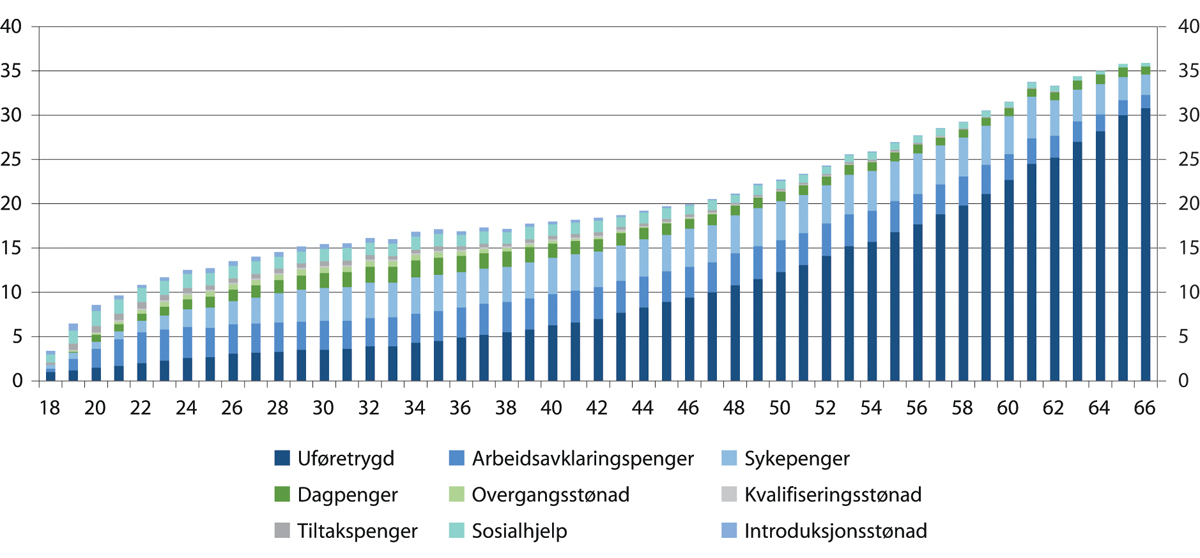 40 40
35 35
30 30
25 25
20 20
15 15
10 10
5 5
0 0
18 20 22 24 26 28 30 32 34 36 38 40 42 44 46 48 50 52 54 56 58 60 62 64 66
Uføretrygd Arbeidsavklaringspenger Sykepenger
Dagpenger Overgangsstønad Kvalifiseringsstønad
Tiltakspenger Sosialhjelp Introduksjonsstønad